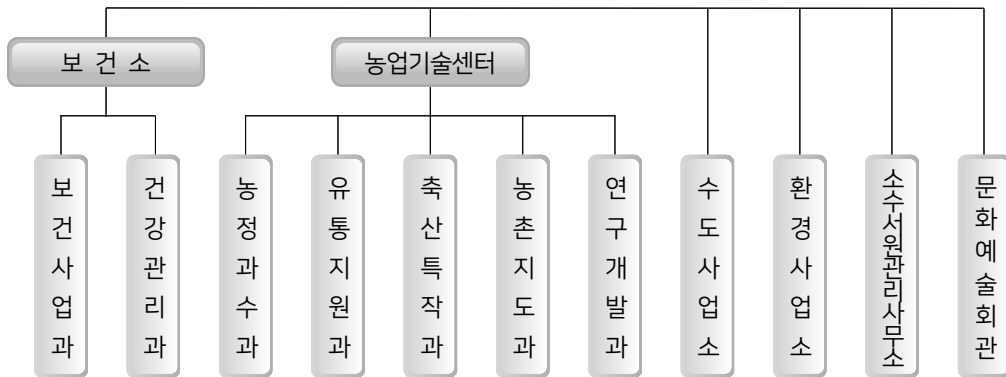 보 건 소
농업기술센터
보건사업과
건강관리과
농정과수과
유통지원과
축산특작과
농촌지도과
연구개발과
수도사업소
환경사업소
소수서원관리사무소
문화예술회관